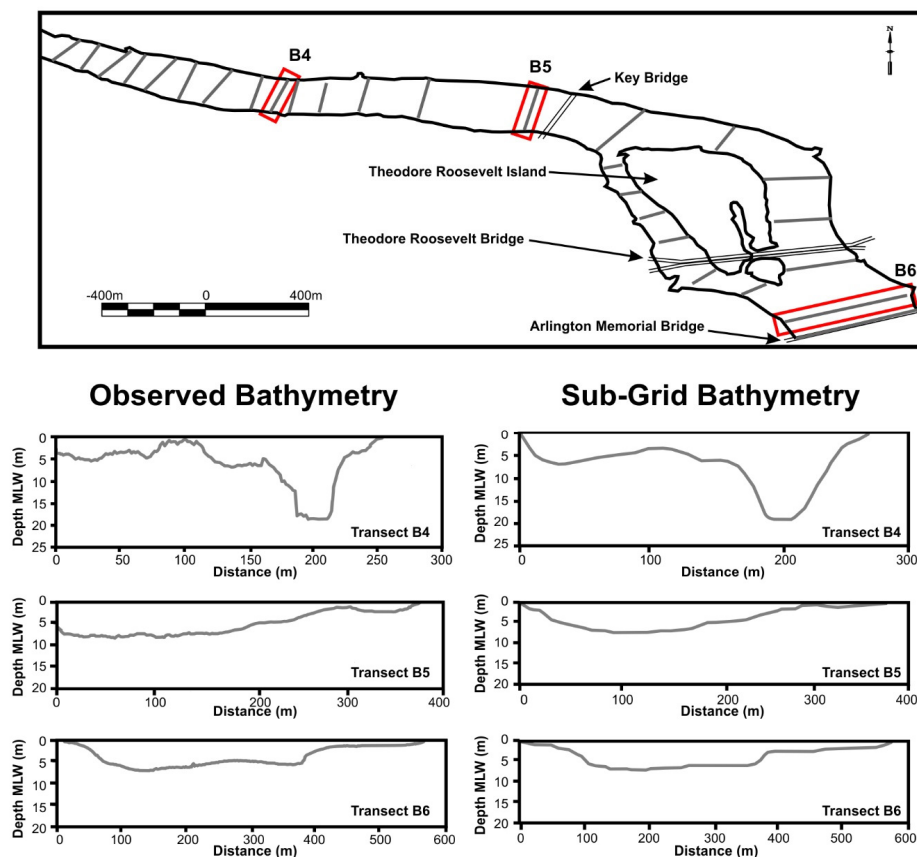 N
B4
B5
Key Bridge
Theodore Roosevelt Island
Theodore Roosevelt Bridge
B6
-400m 0 400m
Arlington Memorial Bridge
Observed Bathymetry
0
5
10
15
20
25
Depth MLW (m)
Transect B4
0 50 100 150 200 250 300
Distance (m)
0
5
10
15
20
Depth MLW (m)
Transect B5
0 100 200 300 400
Distance (m)
0
5
10
15
20
Depth MLW (m)
Transect B6
0 100 200 300 400 500 600
Distance (m)
Sub-Grid Bathymetry
0
5
10
15
20
25
Depth MLW (m)
Transect B4
0 100 200 300
Distance (m)
0
5
10
15
20
Depth MLW (m)
Transect B5
0 100 200 300 400
Distance (m)
0
5
10
15
20
Depth MLW (m)
Transect B6
0 100 200 300 400 500 600
Distance (m)